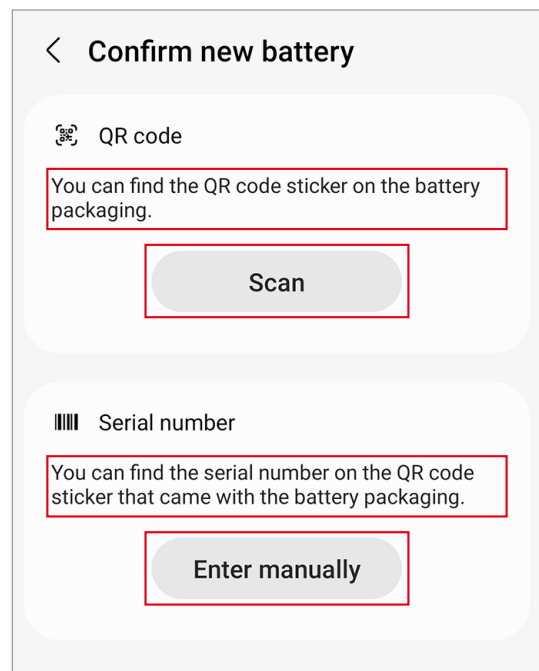 Confirm new battery
QR code
You can find the QR code sticker on the battery
packaging.
Scan
Serial number
You can find the serial number on the QR code
sticker that came with the battery packaging.
Enter manually